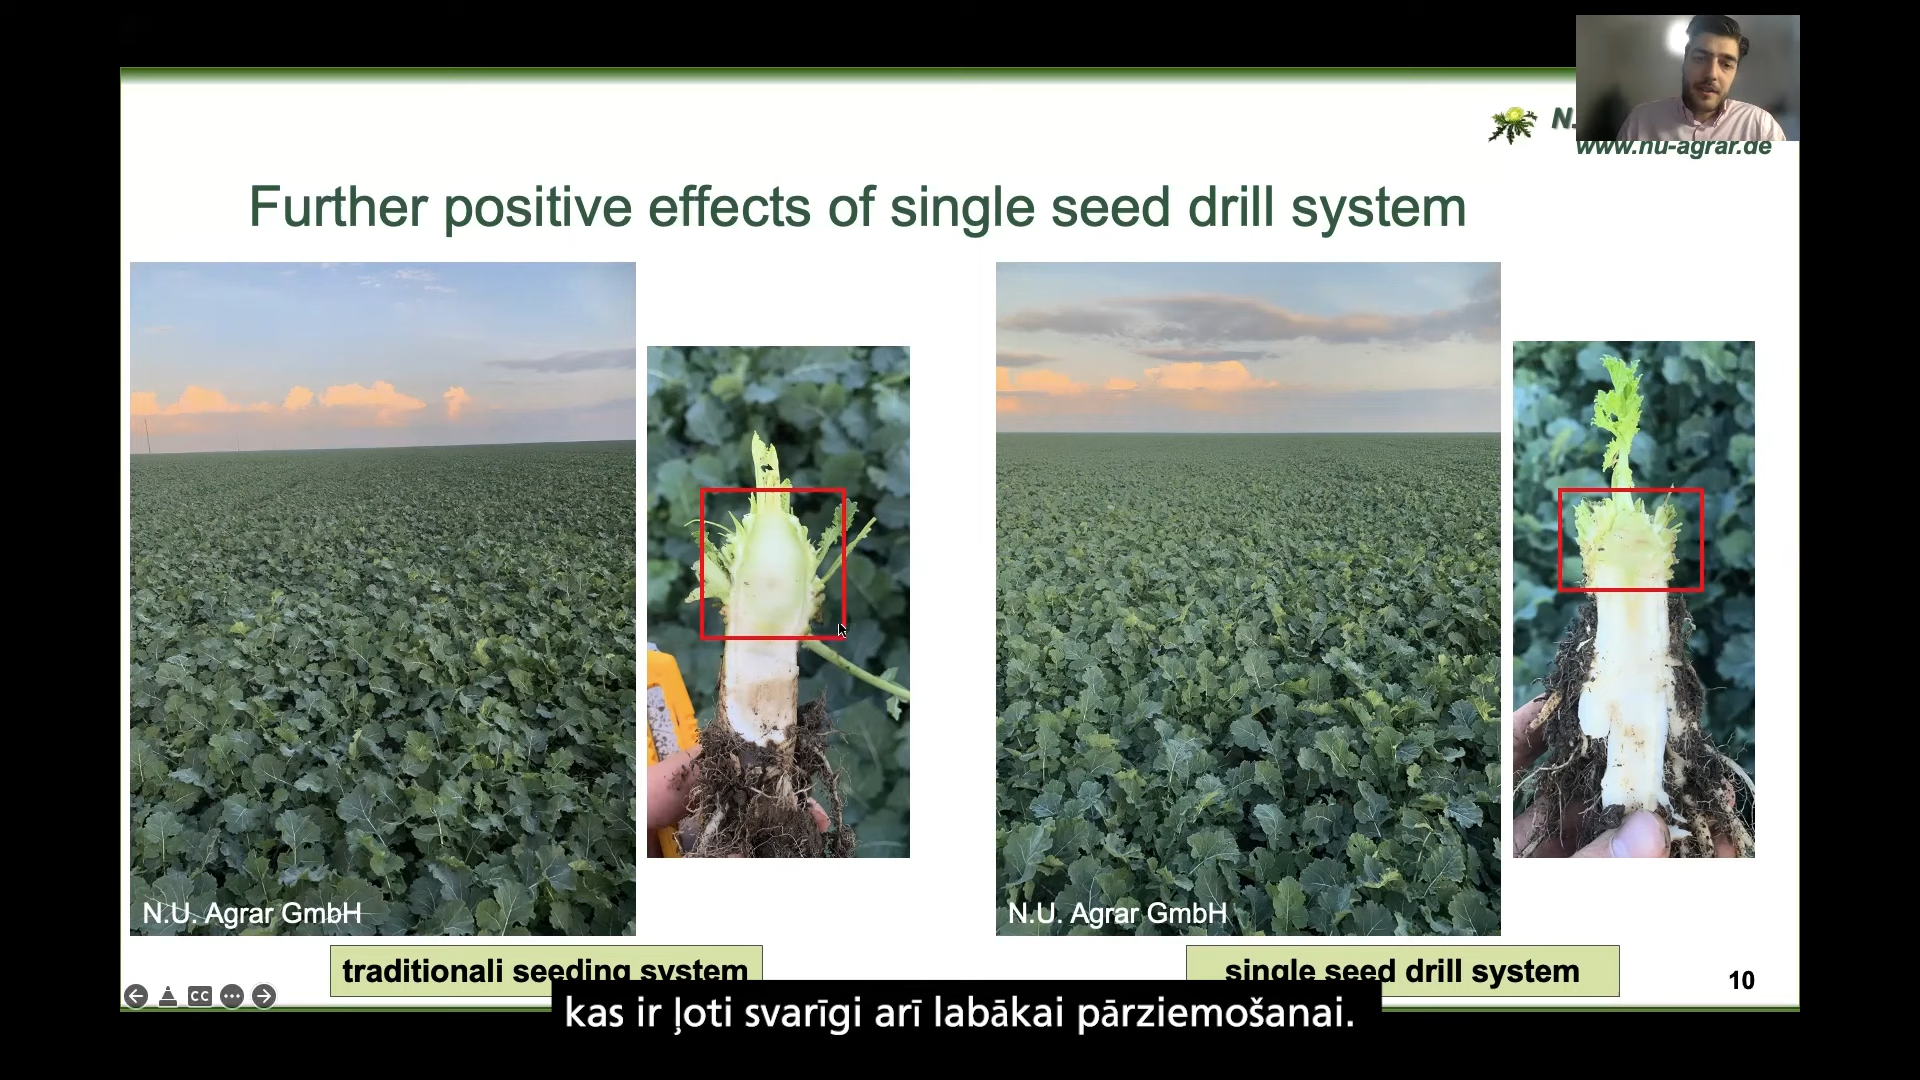 N.
www.nu-agrar.de
Further positive effects of single seed drill system
N.U. Agrar GmbH
N.U. Agrar GmbH
traditionali seeding system
single seed drill system
10
CC
kas ir ļoti svarīgi arī labākai pārziemošanai.